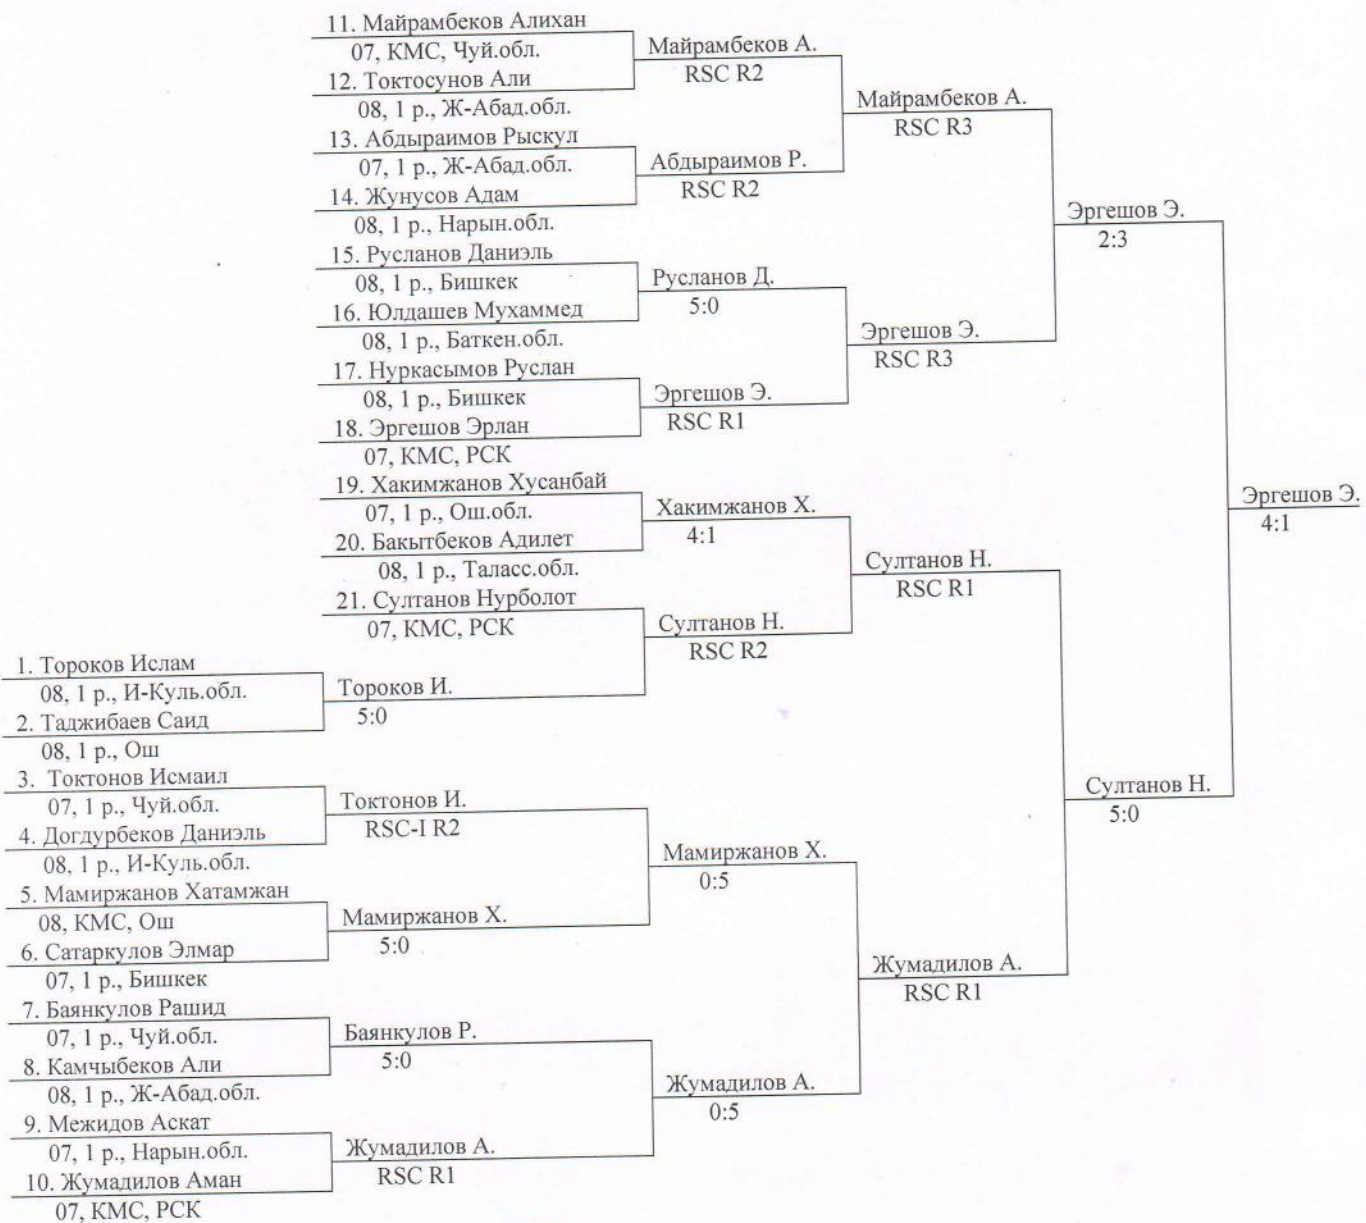 11. Майрамбеков Алихан
07, КМС, Чуй.обл.
12. Токтосунов Али
08, 1 р., Ж-Абад.обл.
13. Абдыраимов Рыскул
07, 1 р., Ж-Абад.обл.
14. Жунусов Адам
08, 1 р., Нарын.обл.
15. Русланов Даниэль
08, 1 р., Бишкек
16. Юлдашев Мухаммед
08, 1 р., Баткен.обл.
17. Нуркасымов Руслан
08, 1 р., Бишкек
18. Эргешов Эрлан
07, КМС, РСК
19. Хакимжанов Хусанбай
07, 1 р., Ош.обл.
20. Бакытбеков Адилет
08, 1 р., Таласс.обл.
21. Султанов Нурболот
07, КМС, РСК
1. Тороков Ислам
08, 1 р., И-Куль.обл.
2. Таджибаев Саид
08, 1 р., Ош
3. Токтонов Исмаил
07, 1 р., Чуй.обл.
4. Догдурбеков Даниэль
08, 1 р., И-Куль.обл.
5. Мамиржанов Хатамжан
08, КМС, Ош
6. Сатаркулов Элмар
07, 1 р., Бишкек
7. Баянкулов Рашид
07, 1 р., Чуй.обл.
8. Камчыбеков Али
08, 1 р., Ж-Абад.обл.
9. Межидов Аскат
07, 1 р., Нарын.обл.
10. Жумадилов Аман
07, КМС, РСК
Тороков И.
5:0
Токтонов И.
RSC-I R2
Мамиржанов Х.
5:0
Баянкулов Р.
5:0
Жумадилов А.
RSC R1
Майрамбеков А.
RSC R2
Абдыраимов Р.
RSC R2
Русланов Д.
5:0
Эргешов Э.
RSC R1
Хакимжанов Х.
4:1
Султанов Н.
RSC R2
Мамиржанов Х.
0:5
Жумадилов А.
0:5
Майрамбеков А.
RSC R3
Эргешов Э.
RSC R3
Султанов Н.
RSC R1
Жумадилов А.
RSC R1
Эргешов Э.
2:3
Султанов Н.
5:0
Эргешов Э.
4:1